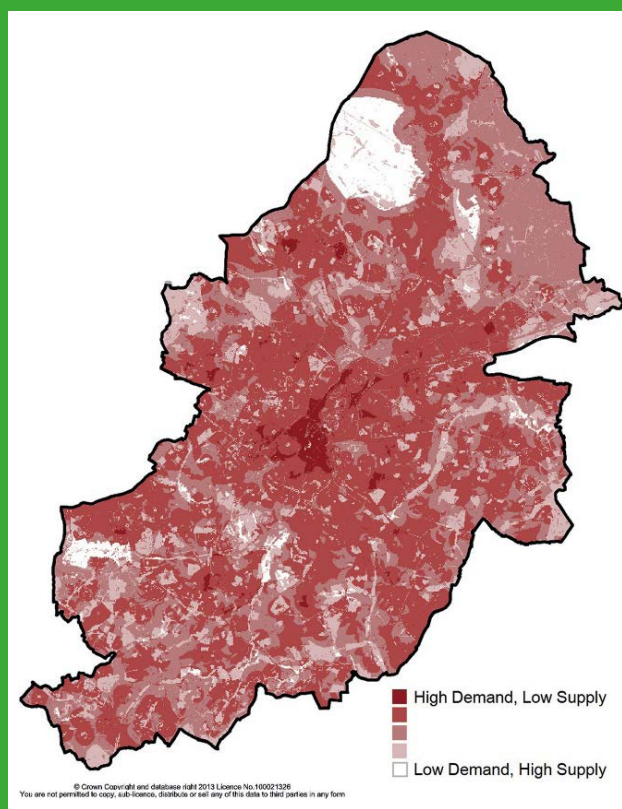 High Demand, Low Supply
Low Demand, High Supply
© Crown Copyright and database right 2013 Licence No.100021326
You are not permitted to copy, sub-licence, distribute or sell any of this data to third parties in any form